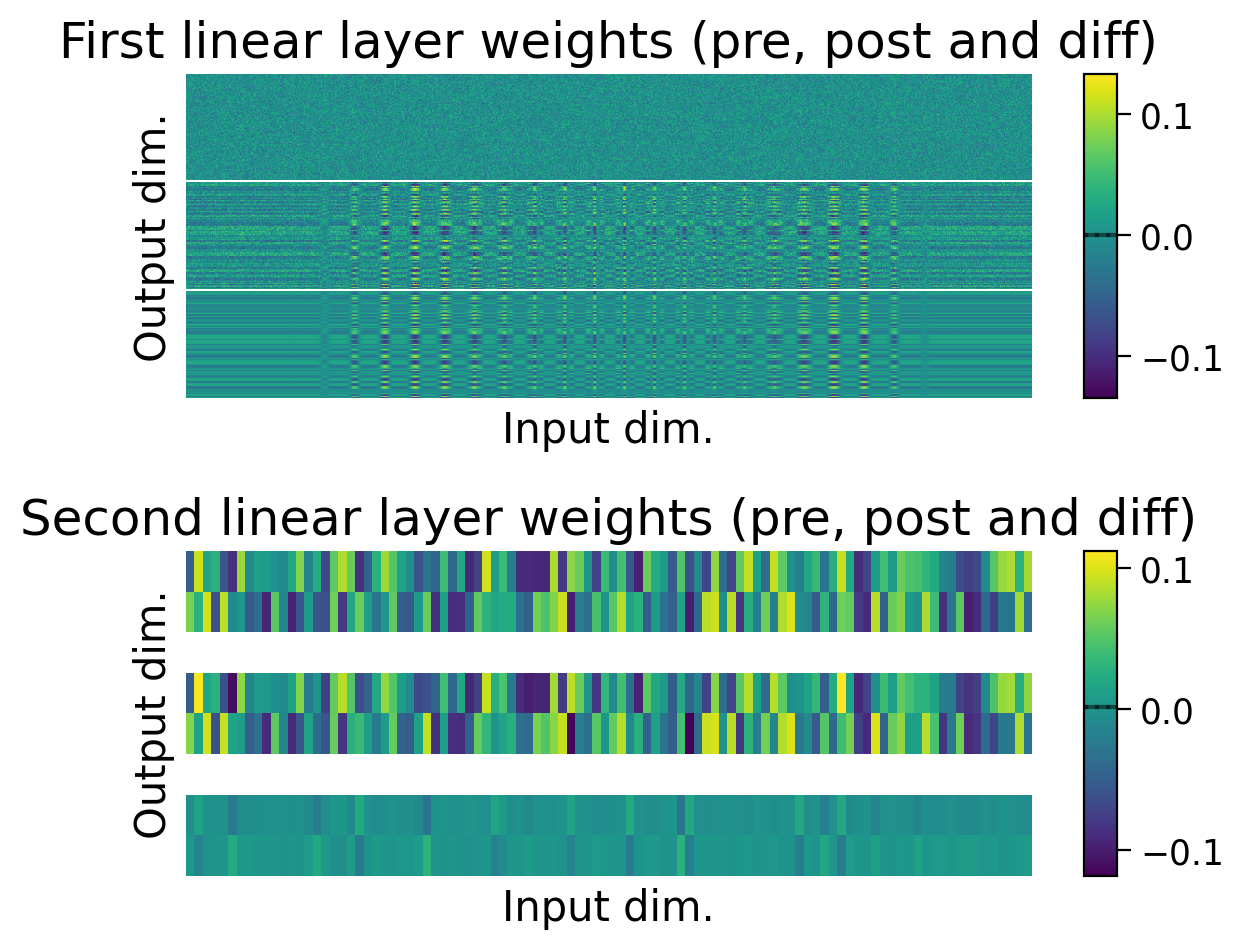 First linear layer weights (pre, post and diff)
Output dim.
0.1
0.0
−0.1
Input dim.
Second linear layer weights (pre, post and diff)
Output dim.
0.1
0.0
−0.1
Input dim.